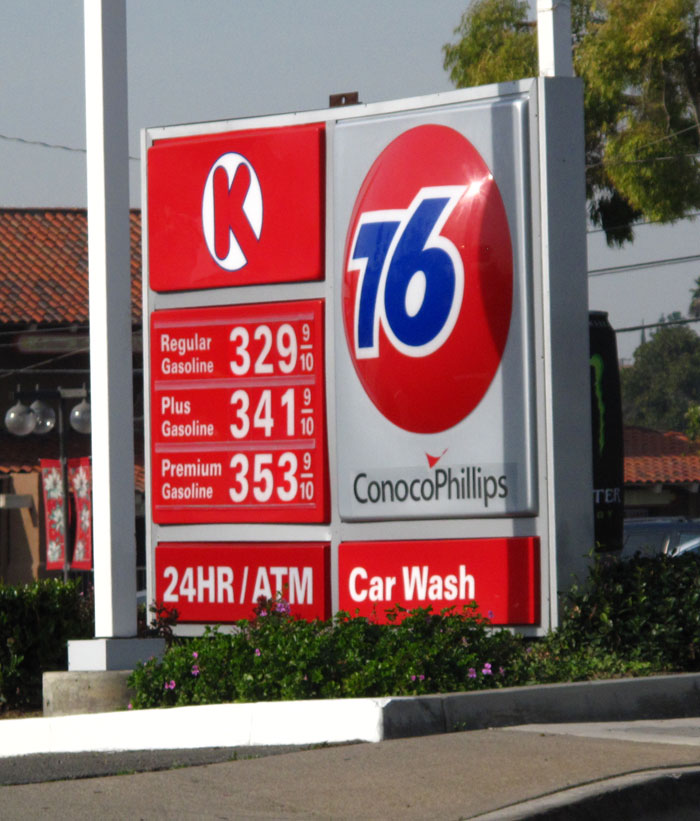 K
76
Regular
Gasoline
329 9/10
Plus
Gasoline
341 9/10
Premium
Gasoline
353 9/10
ConocoPhillips
24HR/ATM
Car Wash